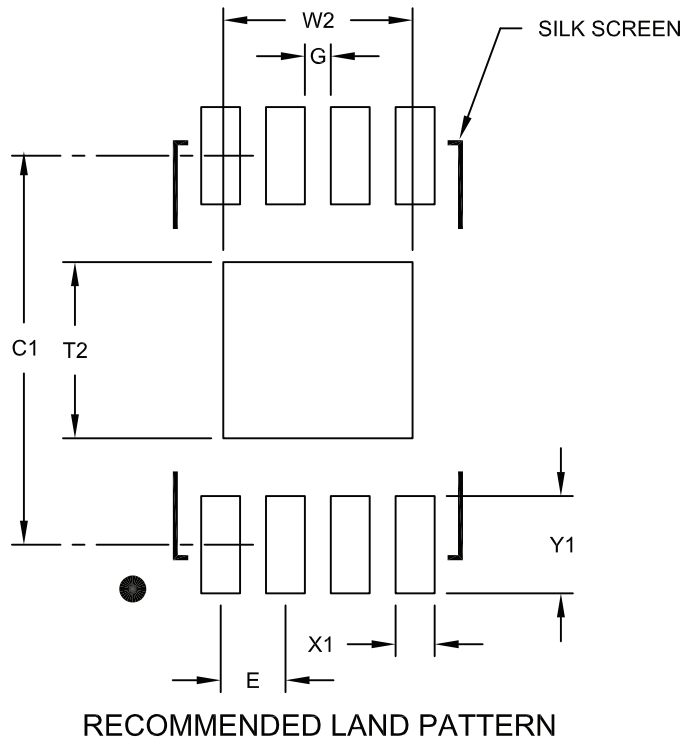 W2
SILK SCREEN
G
C1
T2
Y1
X1
E
RECOMMENDED LAND PATTERN